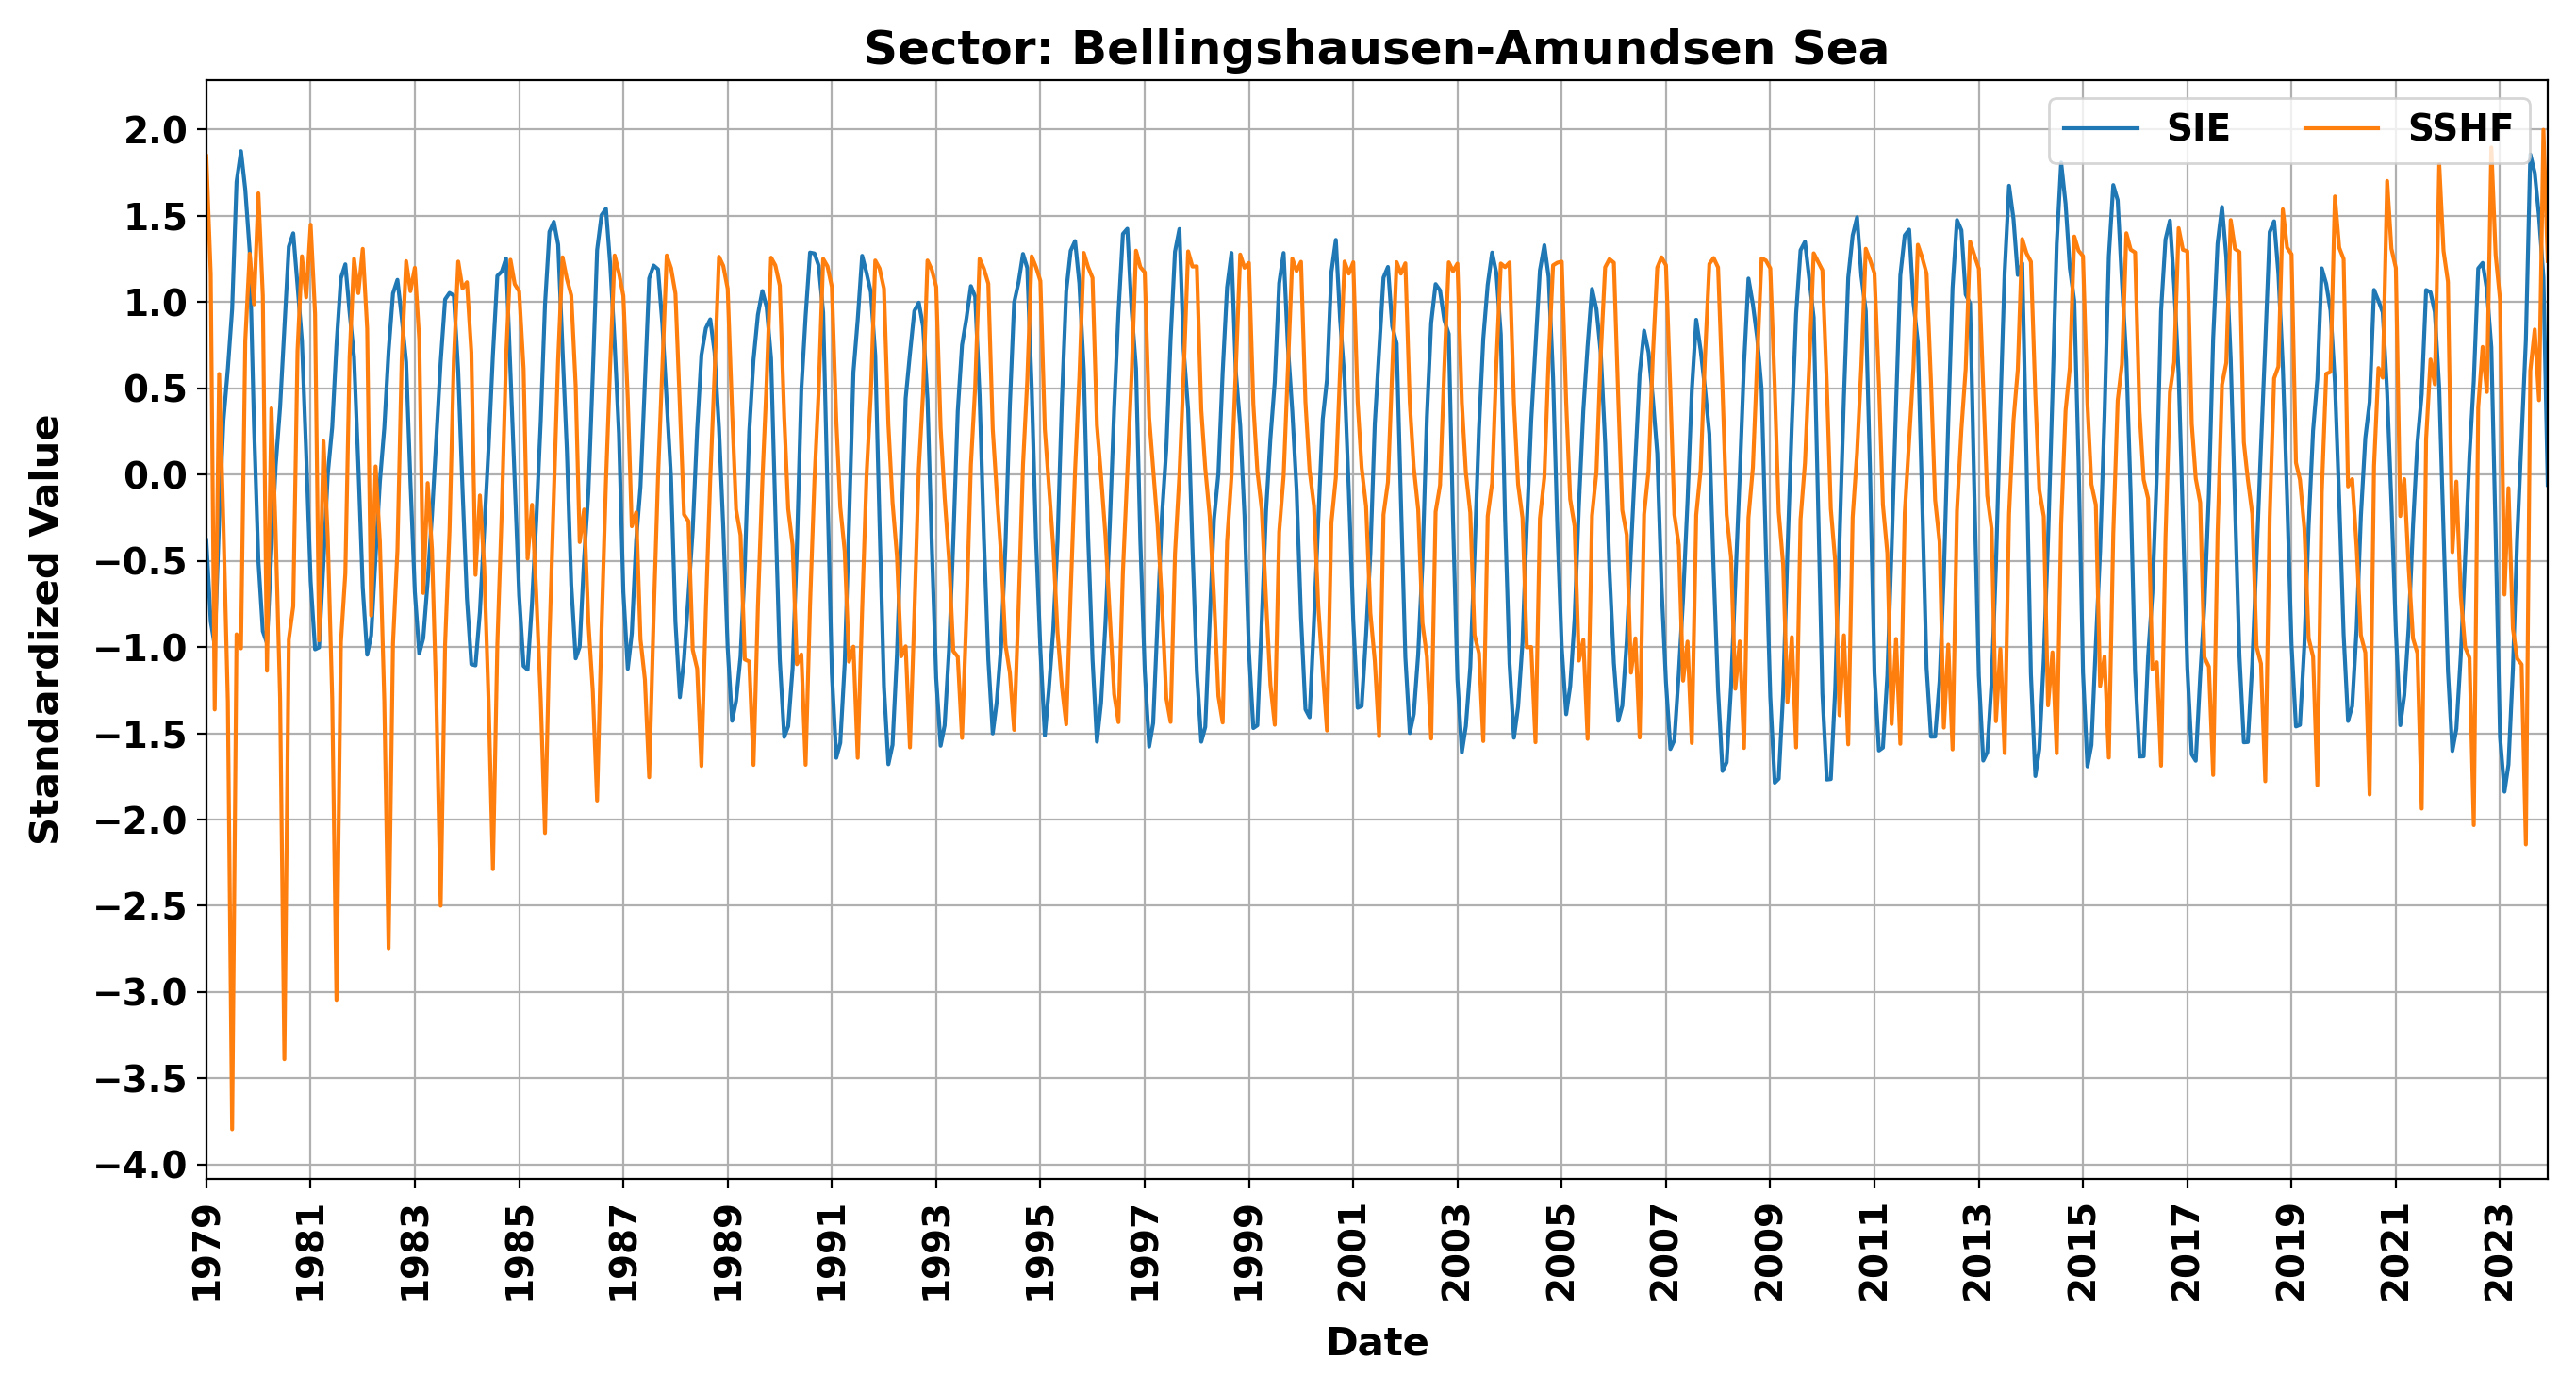 Sector: Bellingshausen-Amundsen Sea
SIE SSHF
Standardized Value
2.0
1.5
1.0
0.5
0.0
−0.5
−1.0
−1.5
−2.0
−2.5
−3.0
−3.5
−4.0
1979 1981 1983 1985 1987 1989 1991 1993 1995 1997 1999 2001 2003 2005 2007 2009 2011 2013 2015 2017 2019 2021 2023
Date